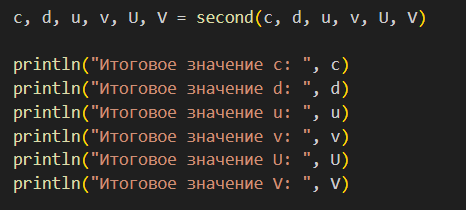 c, d, u, v, U, V = second(c, d, u, v, U, V)
println("Итоговое значение c: ", c)
println("Итоговое значение d: ", d)
println("Итоговое значение u: ", u)
println("Итоговое значение v: ", v)
println("Итоговое значение U: ", U)
println("Итоговое значение V: ", V)